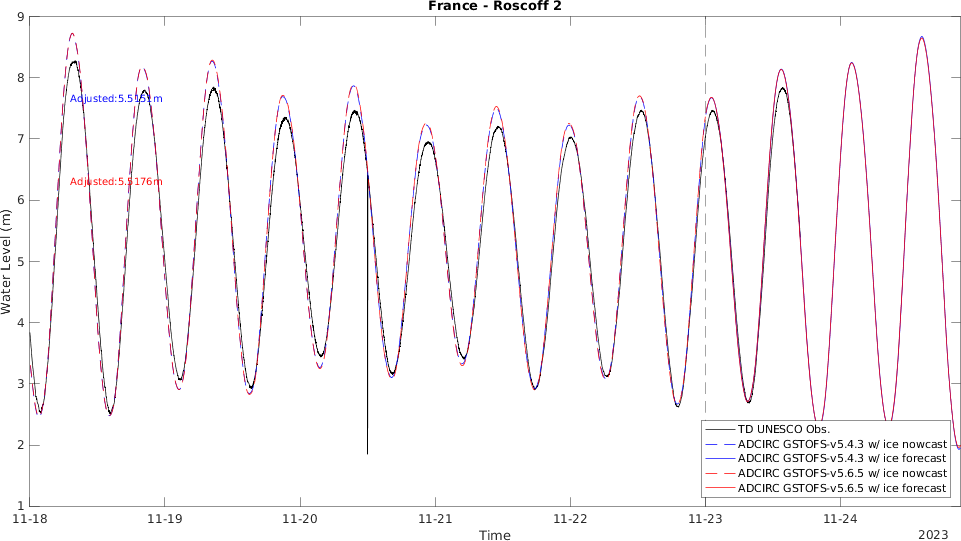 France - Roscoff 2
9
8
7
6
5
4
3
2
1
Water Level (m)
Adjusted:5.5151m
Adjusted:5.5176m
TD UNESCO Obs.
ADCIRC GSTOFS-v5.4.3 w/ ice nowcast
ADCIRC GSTOFS-v5.4.3 w/ ice forecast
ADCIRC GSTOFS-v5.6.5 w/ ice nowcast
ADCIRC GSTOFS-v5.6.5 w/ ice forecast
11-18 11-19 11-20 11-21 11-22 11-23 11-24
Time
2023